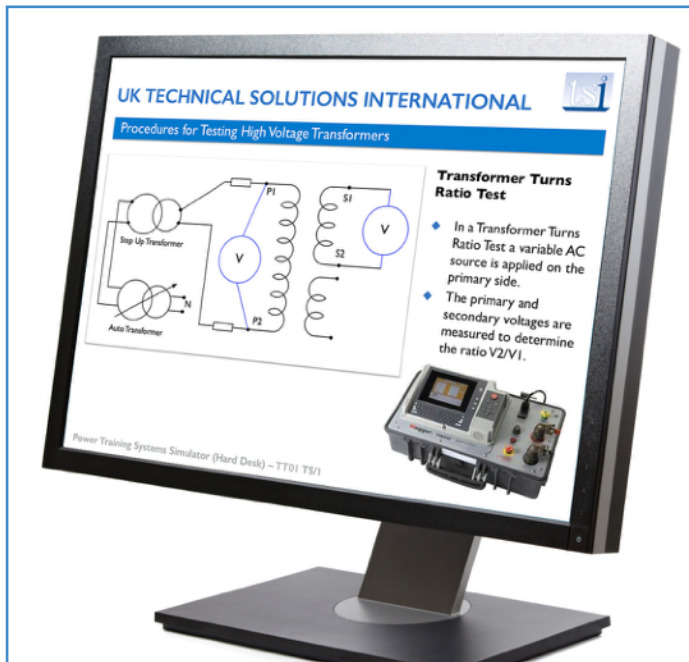 UK TECHNICAL SOLUTIONS INTERNATIONAL
tsi
Procedures for Testing High Voltage Transformers
P1
S1
V
V
S2
Step Up Transformer
N
Auto Transformer
P2
Transformer Turns
Ratio Test
In a Transformer Turns
Ratio Test a variable AC
source is applied on the
primary side.
The primary and
secondary voltages are
measured to determine
the ratio V2/V1.
Megger
Power Training Systems Simulator (Hard Desk) – TT01 TS/1